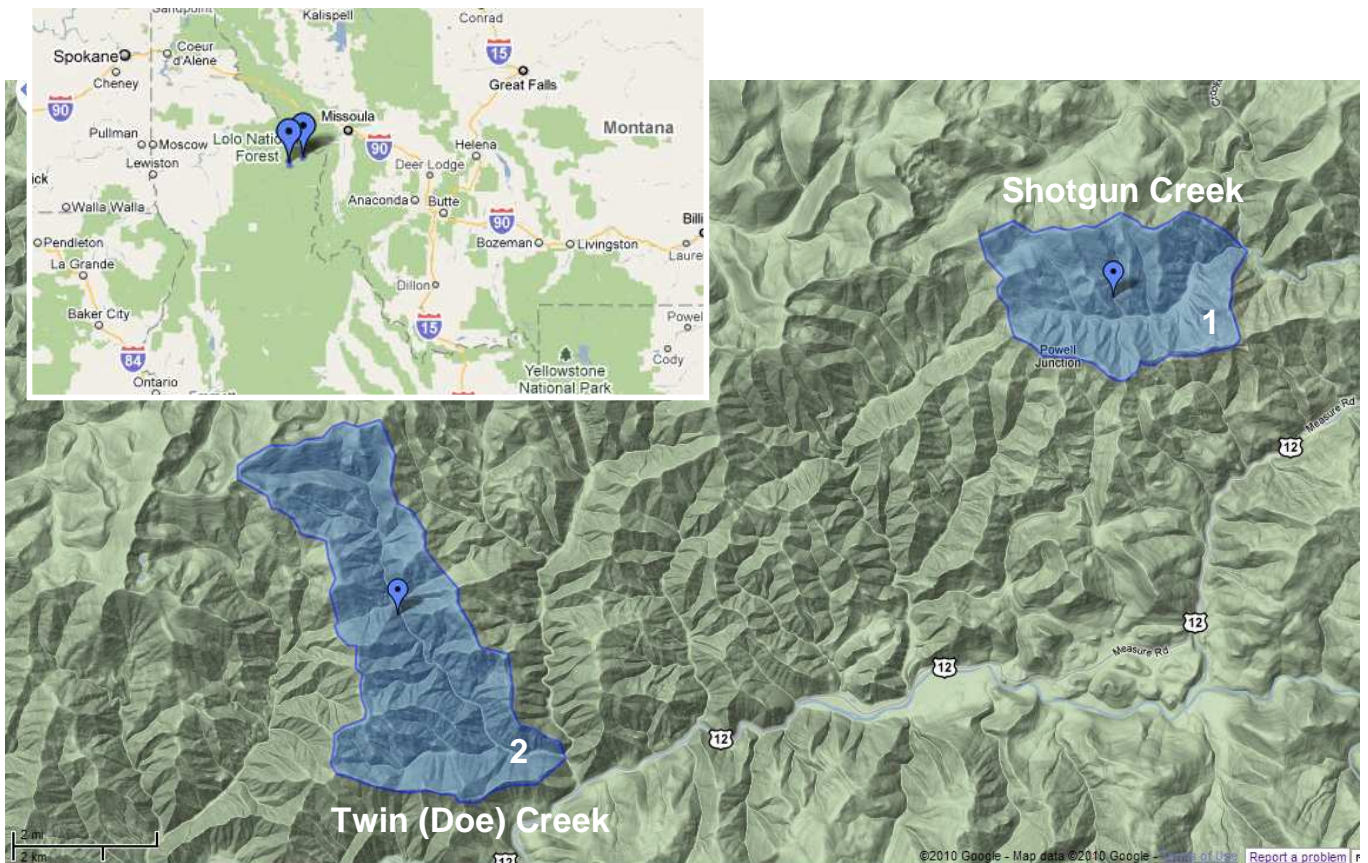 Sandpoint
Kalispell
Conrad
Spokane
Coeur
d'Alene
15
Cheney
Great Falls
90
Missoula
Montana
Pullman
Moscow
Lolo
Forest
90
Helena
Lewiston
Deer Lodge
Walla Walla
Anaconda
Butte
90
Pendleton
Bozeman
Livingston
La Grande
Dillon
Baker City
15
84
Cody
Yellowstone
National Park
Ontario
Shotgun Creek
1
Powell
Junction
Measure Rd
12
12
Measure Rd
12
12
2
Twin (Doe) Creek
2 mi
2 km
12
©2010 Google - Map data ©2010 Google - Terms of Use
Report a problem